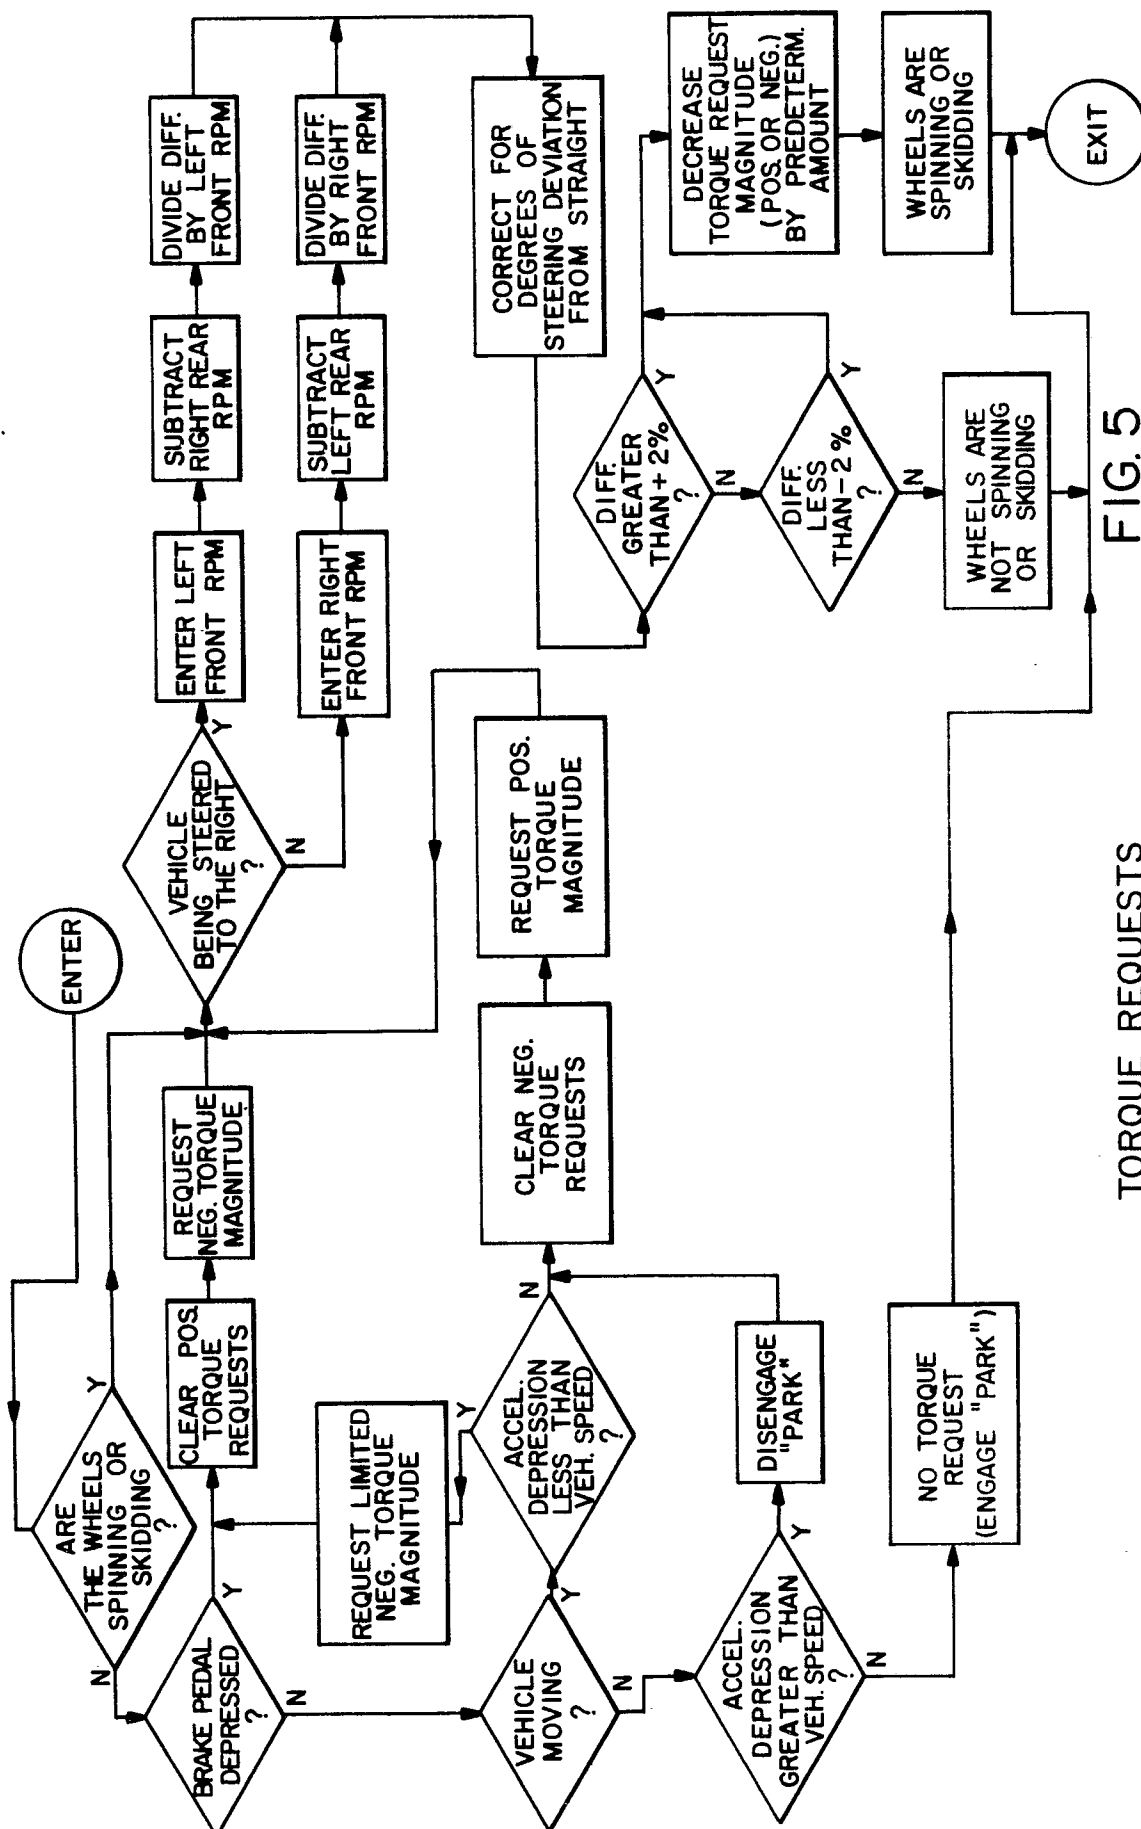 ENTER
ARE
THE WHEELS
SPINNING OR
SKIDDING
?
Y
N
BRAKE PEDAL
DEPRESSED
?
Y
N
CLEAR POS.
TORQUE
REQUESTS
REQUEST
NEG. TORQUE
MAGNITUDE
VEHICLE
BEING STEERED
TO THE RIGHT
?
Y
N
ENTER LEFT
FRONT RPM
SUBTRACT
RIGHT REAR
RPM
DIVIDE DIFF.
BY LEFT
FRONT RPM
ENTER RIGHT
FRONT RPM
SUBTRACT
LEFT REAR
RPM
DIVIDE DIFF.
BY RIGHT
FRONT RPM
REQUEST LIMITED
NEG. TORQUE
MAGNITUDE
VEHICLE
MOVING
?
Y
N
ACCEL.
DEPRESSION
LESS THAN
VEH. SPEED
?
Y
N
CLEAR NEG.
TORQUE
REQUESTS
REQUEST POS.
TORQUE
MAGNITUDE
CORRECT FOR
DEGREES OF
STEERING DEVIATION
FROM STRAIGHT
ACCEL.
DEPRESSION
GREATER THAN
VEH. SPEED
?
Y
N
DISENGAGE
"PARK"
DIFF.
GREATER
THAN + 2%
?
Y
N
DIFF.
LESS
THAN - 2%
?
Y
N
DECREASE
TORQUE REQUEST
MAGNITUDE
(POS. OR NEG.)
BY PREDETERM.
AMOUNT
WHEELS ARE
SPINNING OR
SKIDDING
NO TORQUE
REQUEST
(ENGAGE "PARK")
WHEELS ARE
NOT SPINNING
OR SKIDDING
EXIT
FIG. 5
TORQUE REQUESTS